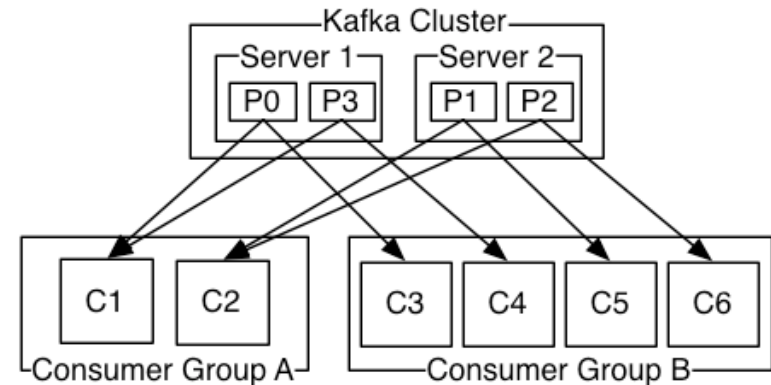 Kafka Cluster
Server 1
Server 2
P0
P3
P1
P2
C1
C2
C3
C4
C5
C6
Consumer Group A
Consumer Group B